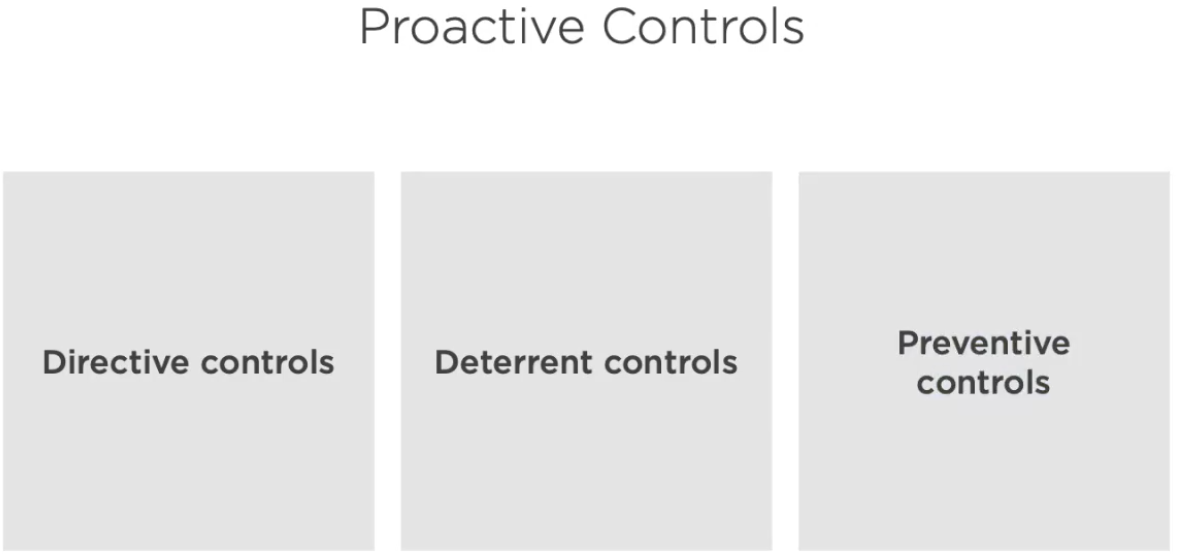 Proactive Controls
Directive controls
Deterrent controls
Preventive
controls